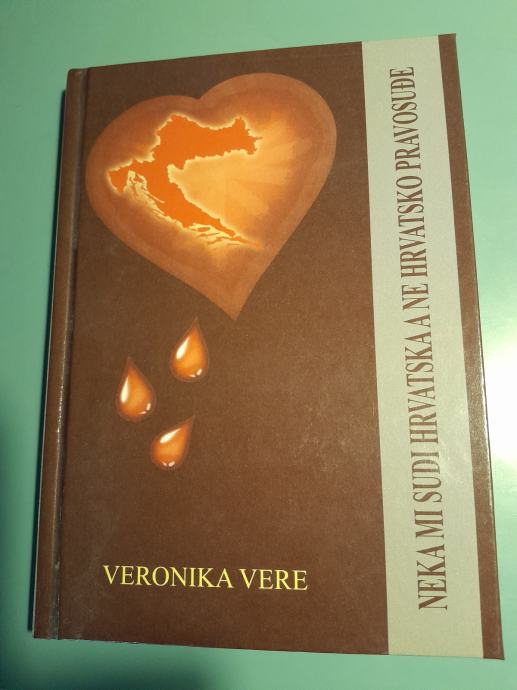 NEKA MI SUDI HRVATSKA A NE HRVATSKO PRAVOSUĐE
VERONIKA VERE